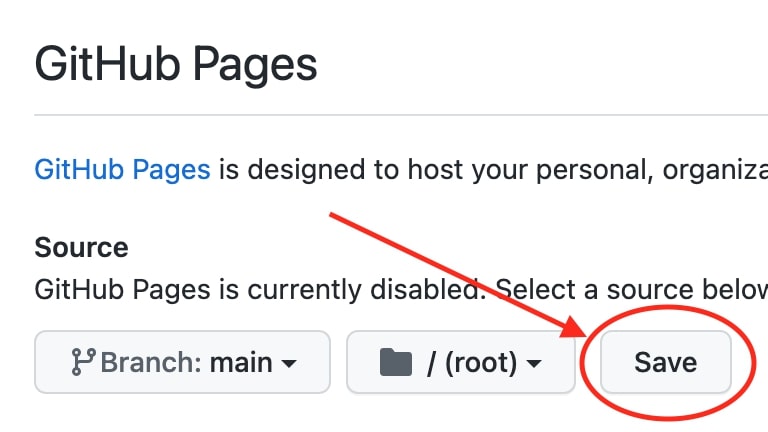 GitHub Pages
GitHub Pages is designed to host your personal, organiza
Source
GitHub Pages is currently disabled. Select a source below
Branch: main / (root) Save